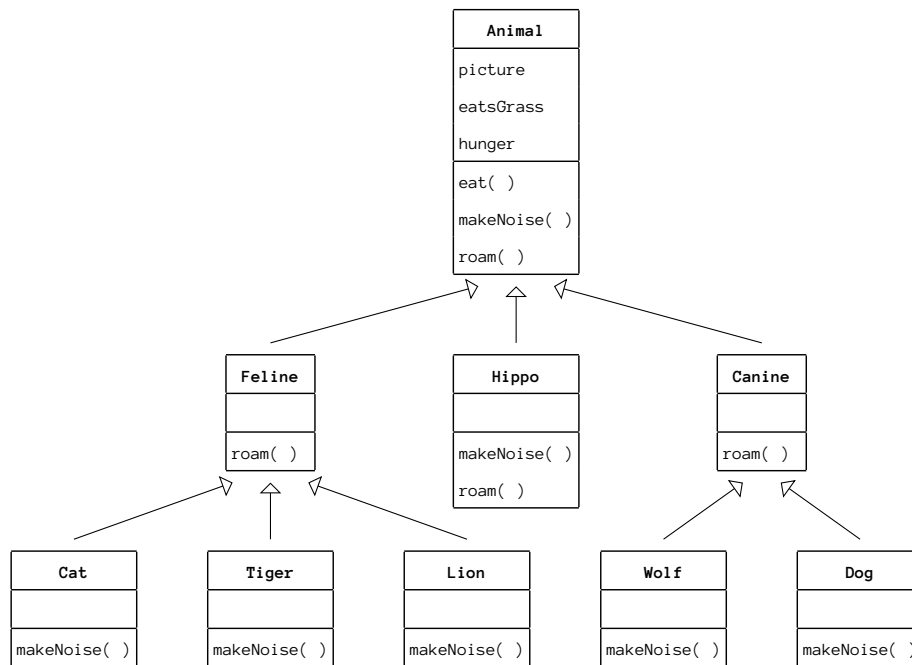 Animal
picture
eatsGrass
hunger
eat( )
makeNoise( )
roam( )
Feline
roam( )
Hippo
makeNoise( )
roam( )
Canine
roam( )
Cat
makeNoise( )
Tiger
makeNoise( )
Lion
makeNoise( )
Wolf
makeNoise( )
Dog
makeNoise( )